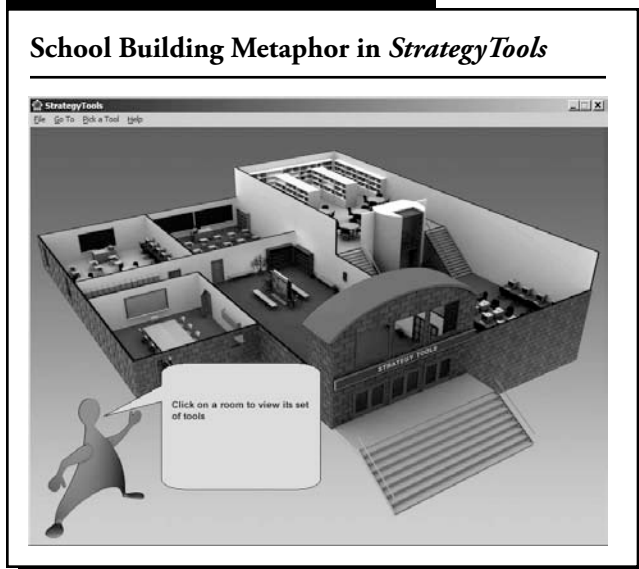 School Building Metaphor in StrategyTools
StrategyTools
File Go To Pick a Tool Help
STRATEGY TOOLS
Click on a room to view its set
of tools